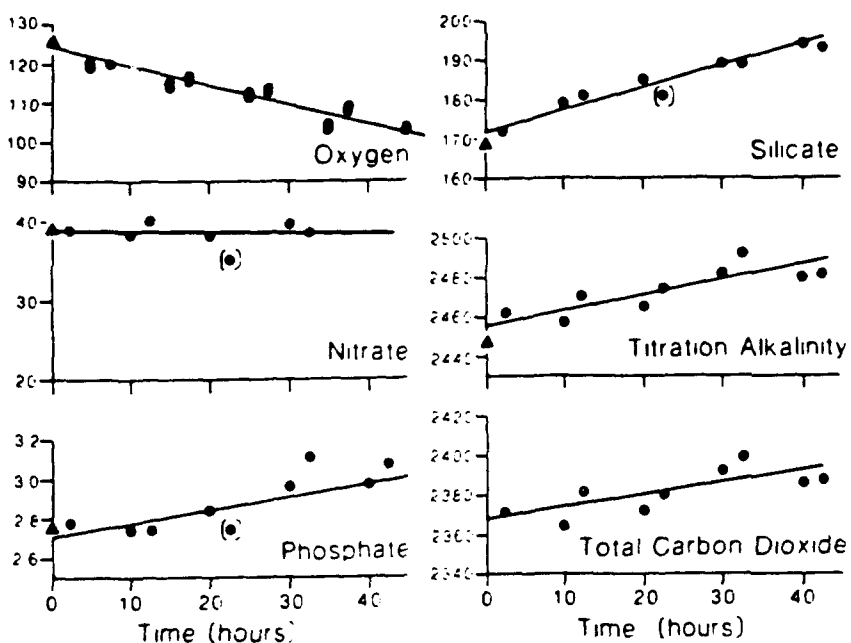 130
120
110
100
90
Oxygen
200
190
180
170
160
Silicate
40
30
20
Nitrate
2500
2480
2460
2440
Titration Alkalinity
3.2
3.0
2.8
2.6
Phosphate
0 10 20 30 40
Time (hours)
2420
2400
2380
2360
2340
Total Carbon Dioxide
0 10 20 30 40
Time (hours)